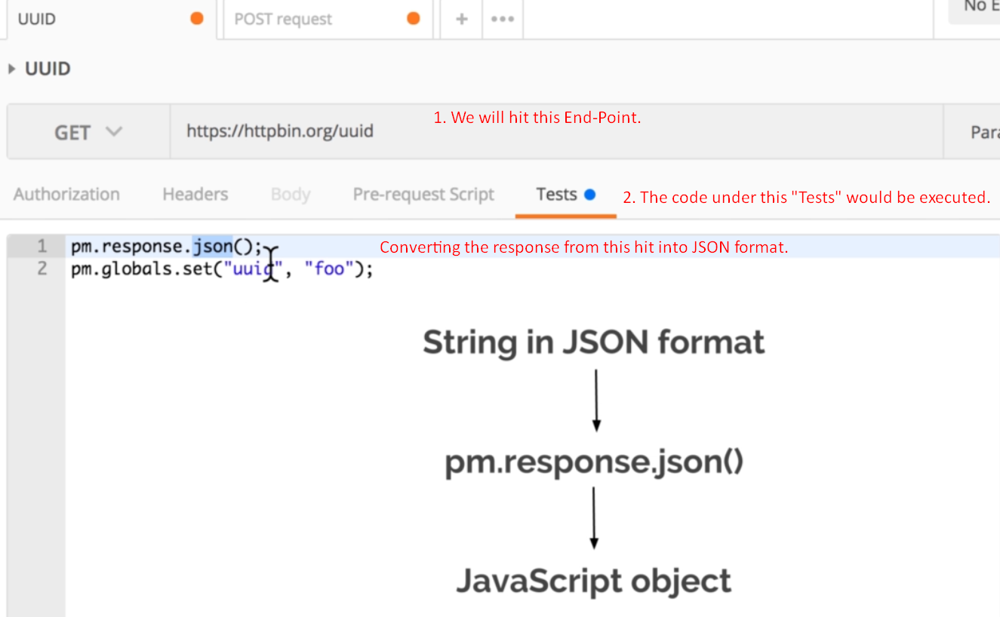 UUID
POST request
+
•••
No E
UUID
GET
https://httpbin.org/uuid
1. We will hit this End-Point.
Para
Authorization
Headers
Body
Pre-request Script
Tests
2. The code under this "Tests" would be executed.
1 pm.response.json();
Converting the response from this hit into JSON format.
2 pm.globals.set("uuid", "foo");
String in JSON format
pm.response.json()
JavaScript object